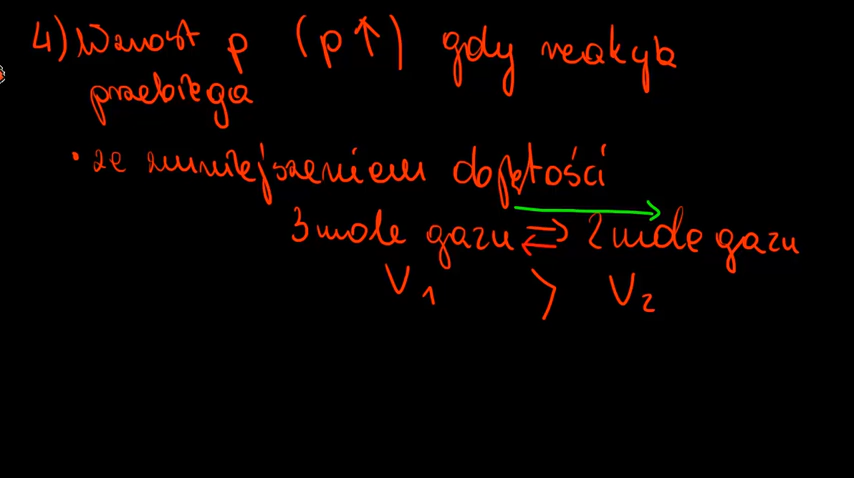 4) Wzrost p (p↑) gdy reakcja
przebiega
• ze zmniejszeniem objętości
3 mole gazu ⇄ 2 mole gazu
V₁ > V₂